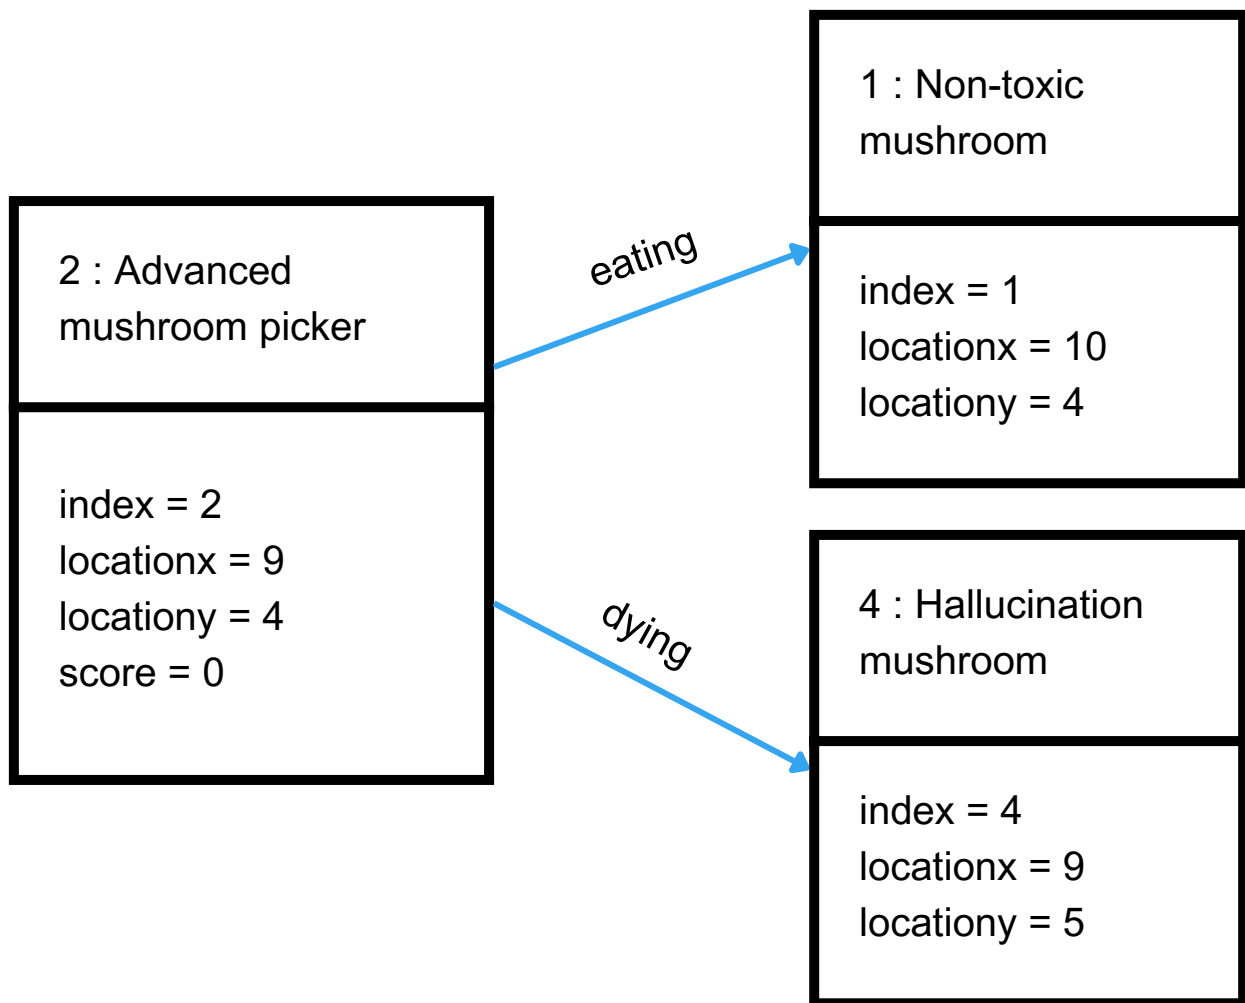 2 : Advanced
mushroom picker
index = 2
locationx = 9
locationy = 4
score = 0
eating
dying
1 : Non-toxic
mushroom
index = 1
locationx = 10
locationy = 4
4 : Hallucination
mushroom
index = 4
locationx = 9
locationy = 5